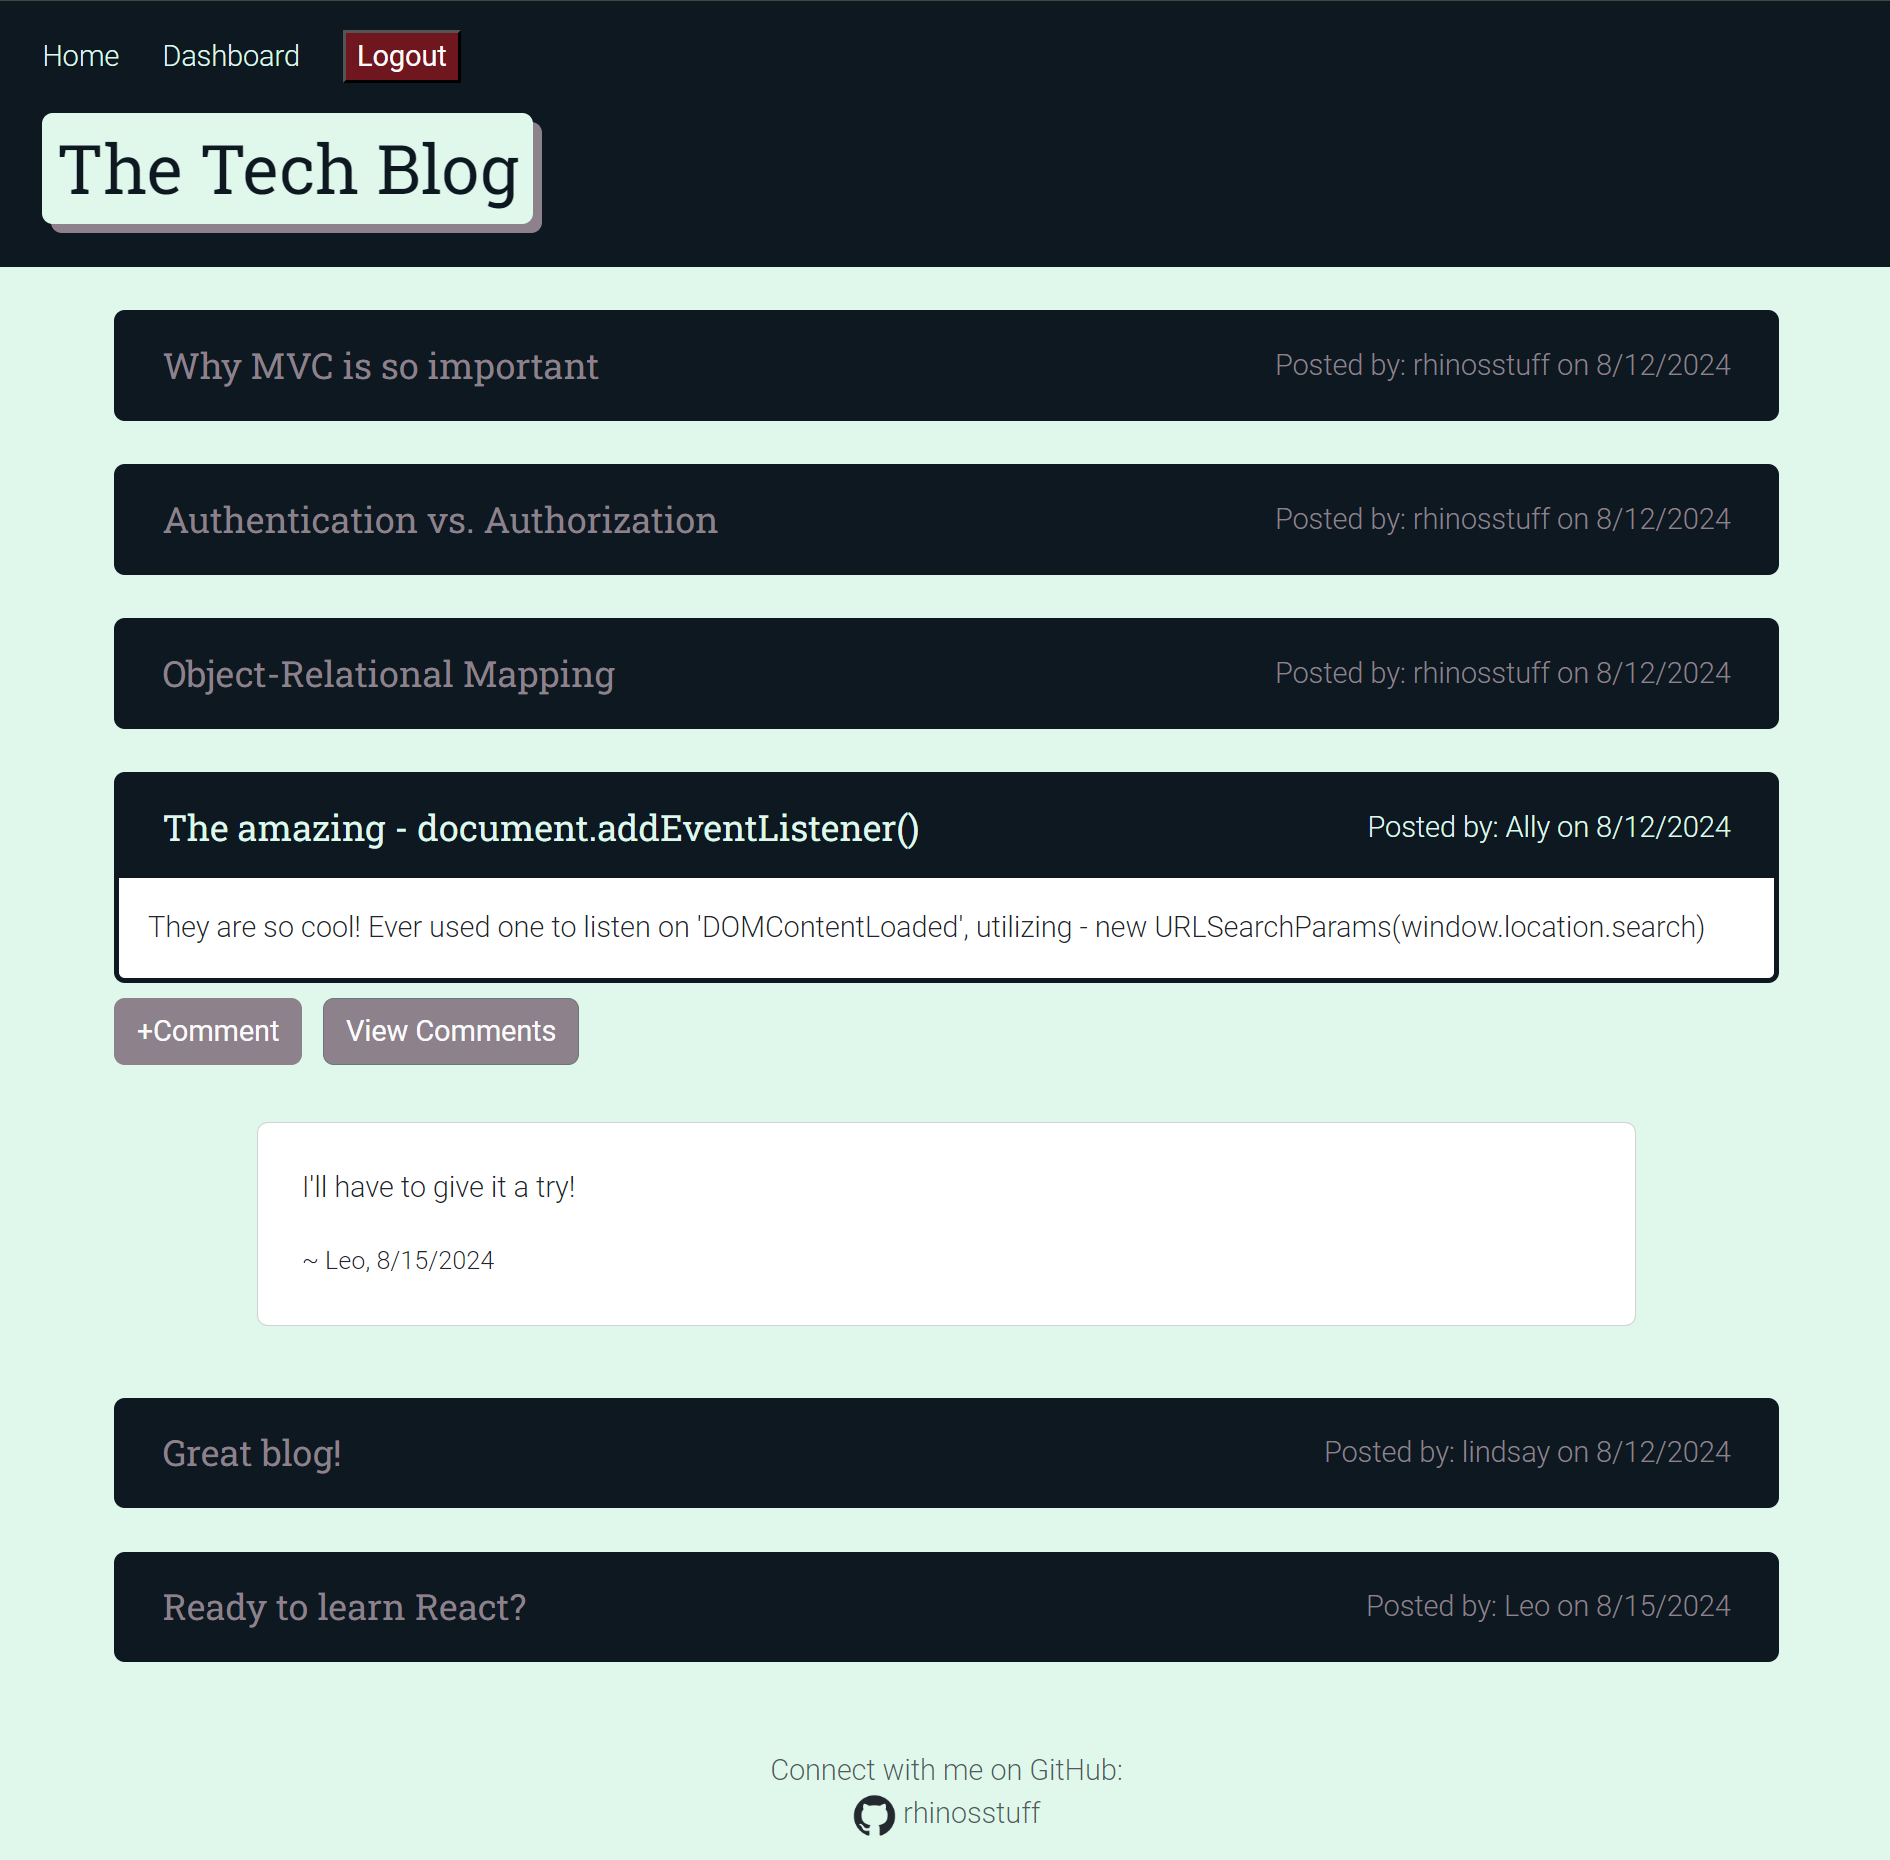 Home Dashboard Logout
The Tech Blog
Why MVC is so important Posted by: rhinosstuff on 8/12/2024
Authentication vs. Authorization Posted by: rhinosstuff on 8/12/2024
Object-Relational Mapping Posted by: rhinosstuff on 8/12/2024
The amazing - document.addEventListener() Posted by: Ally on 8/12/2024
They are so cool! Ever used one to listen on 'DOMContentLoaded', utilizing - new URLSearchParams(window.location.search)
+Comment View Comments
I'll have to give it a try!
~ Leo, 8/15/2024
Great blog! Posted by: lindsay on 8/12/2024
Ready to learn React? Posted by: Leo on 8/15/2024
Connect with me on GitHub:
rhinosstuff